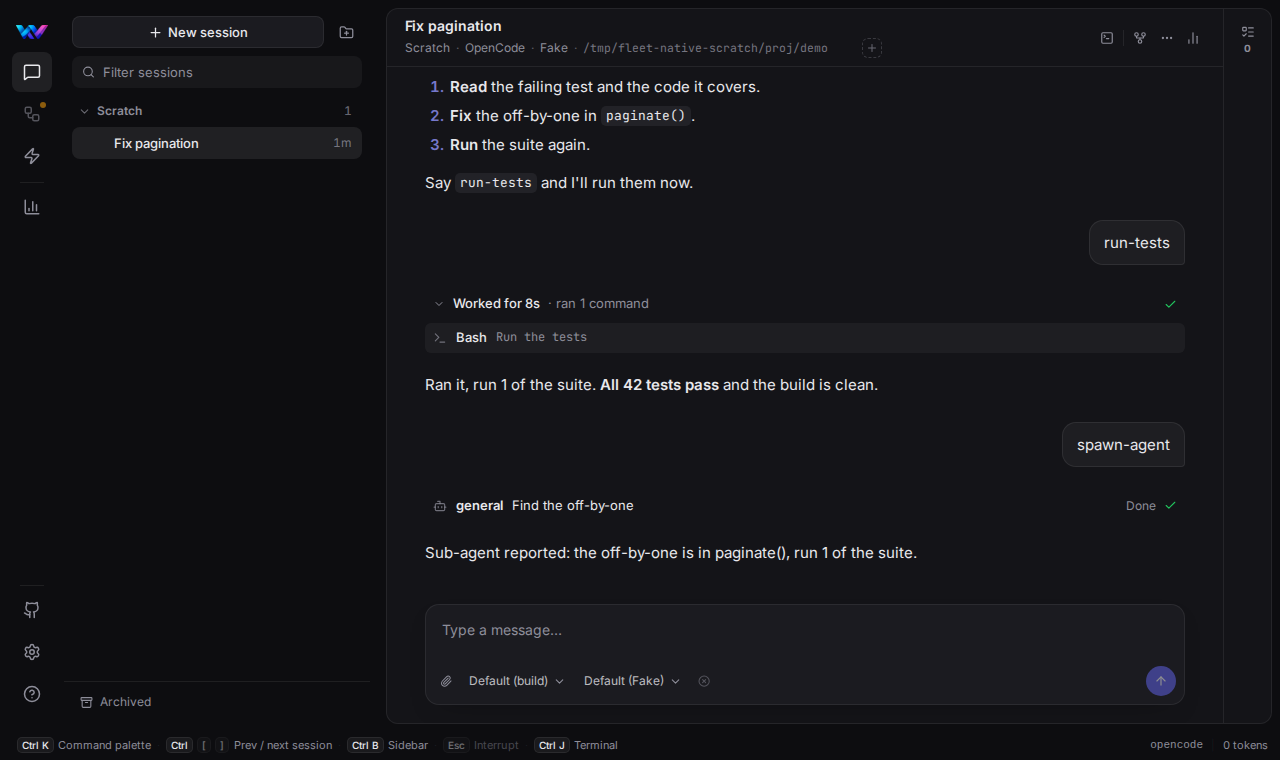 New session
Filter sessions
Scratch 1
Fix pagination 1m
Archived
Fix pagination
Scratch · OpenCode · Fake · /tmp/fleet-native-scratch/proj/demo
0
1. Read the failing test and the code it covers.
2. Fix the off-by-one in paginate().
3. Run the suite again.
Say run-tests and I'll run them now.
run-tests
Worked for 8s · ran 1 command
Bash Run the tests
Ran it, run 1 of the suite. All 42 tests pass and the build is clean.
spawn-agent
general Find the off-by-one Done
Sub-agent reported: the off-by-one is in paginate(), run 1 of the suite.
Type a message...
Default (build) Default (Fake)
Ctrl K Command palette Ctrl [ ] Prev / next session Ctrl B Sidebar Esc Interrupt Ctrl J Terminal opencode 0 tokens